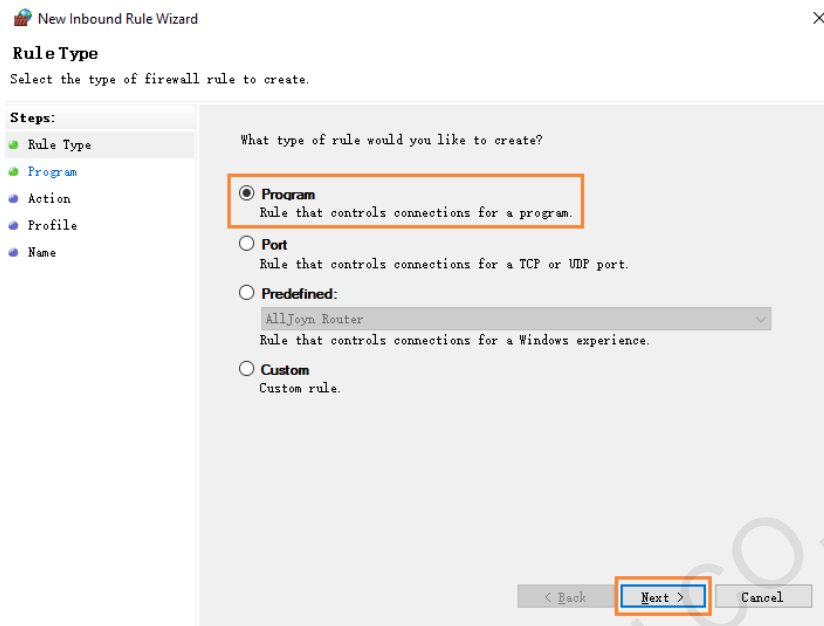 New Inbound Rule Wizard
Rule Type
Select the type of firewall rule to create.
Steps:
Rule Type
Program
Action
Profile
Name
What type of rule would you like to create?
Program
Rule that controls connections for a program.
Port
Rule that controls connections for a TCP or UDP port.
Predefined:
AllJoyn Router
Rule that controls connections for a Windows experience.
Custom
Custom rule.
< Back
Next >
Cancel